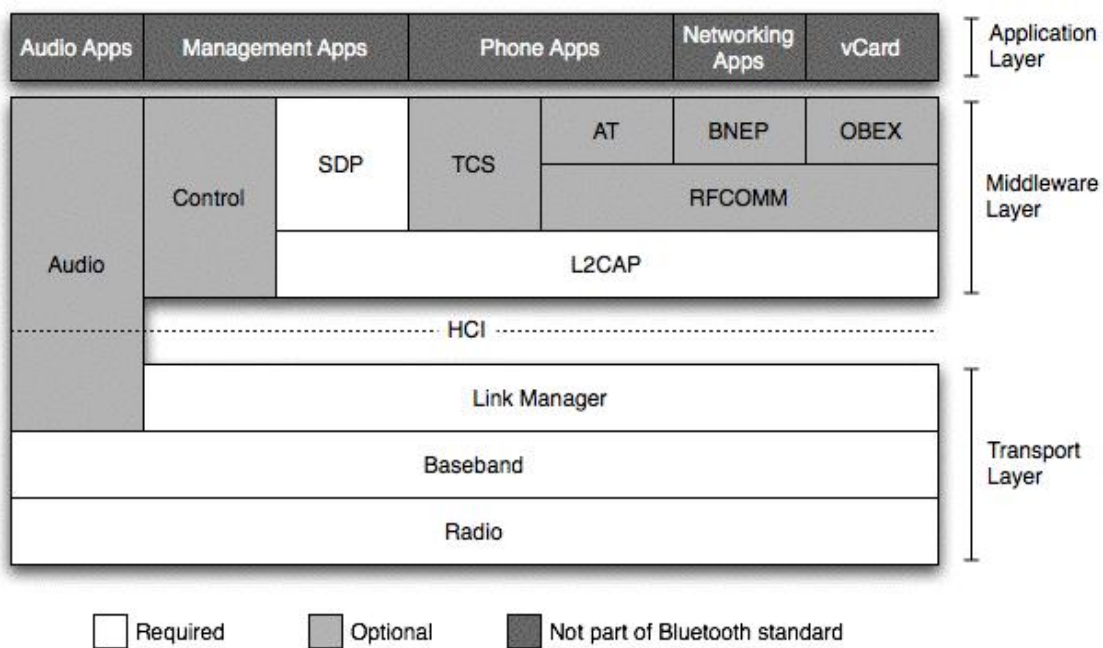 Audio Apps
Management Apps
Phone Apps
Networking
Apps
vCard
Application
Layer
Audio
Control
SDP
TCS
AT
BNEP
OBEX
RFCOMM
L2CAP
Middleware
Layer
HCI
Link Manager
Baseband
Radio
Transport
Layer
Required
Optional
Not part of Bluetooth standard